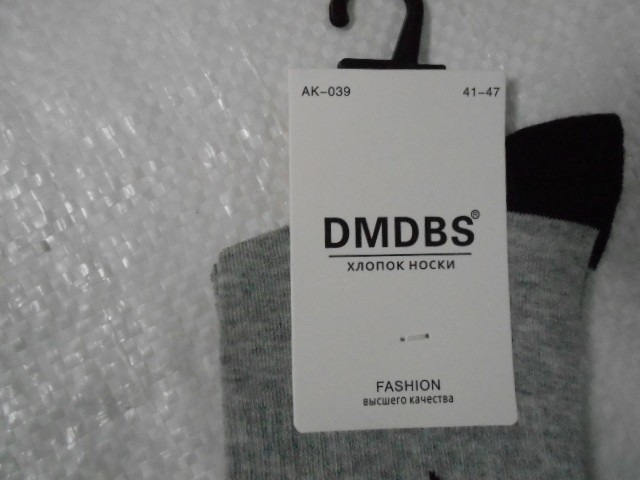 AK-039 41-47
DMDBS®
ХЛОПОК НОСКИ
FASHION
высшего качества